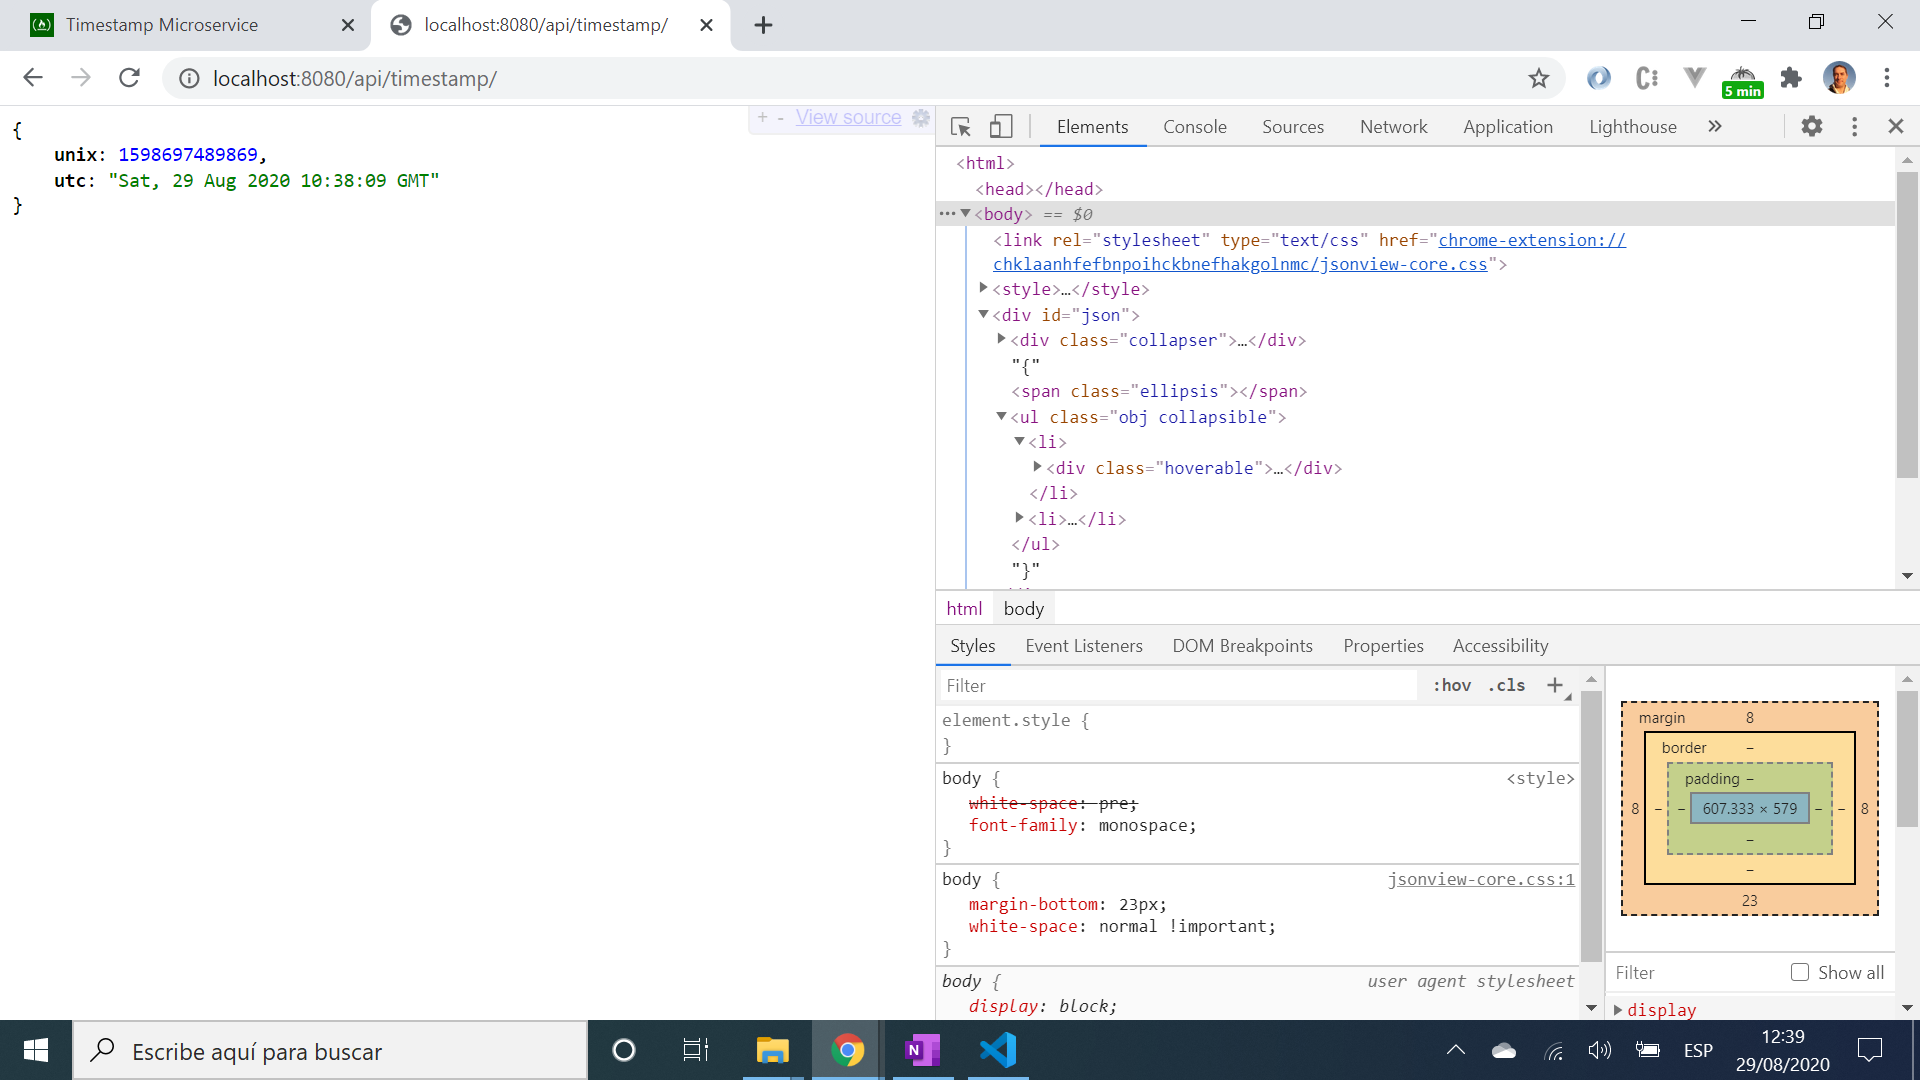 Timestamp Microservice
localhost:8080/api/timestamp/
localhost:8080/api/timestamp/
5 min
{
unix: 1598697489869,
utc: "Sat, 29 Aug 2020 10:38:09 GMT"
}
+ - View source
Elements Console Sources Network Application Lighthouse »
<html>
<head></head>
…▼<body> == $0
<link rel="stylesheet" type="text/css" href="chrome-extension://
chklaanhfefbnpoihckbnefhakgolnmc/jsonview-core.css">
▶<style>…</style>
▼<div id="json">
▶<div class="collapser">…</div>
"{"
<span class="ellipsis"></span>
▼<ul class="obj collapsible">
▼<li>
▶<div class="hoverable">…</div>
</li>
▶<li>…</li>
</ul>
"}"
html body
Styles Event Listeners DOM Breakpoints Properties Accessibility
Filter :hov .cls +
element.style {
}
body { <style>
white-space: pre;
font-family: monospace;
}
body { jsonview-core.css:1
margin-bottom: 23px;
white-space: normal !important;
}
body { user agent stylesheet
display: block;
margin 8
border –
padding –
8 – – 607.333 × 579 – – 8
–
–
23
Filter Show all
▶display
Escribe aquí para buscar
N
ESP
12:39
29/08/2020